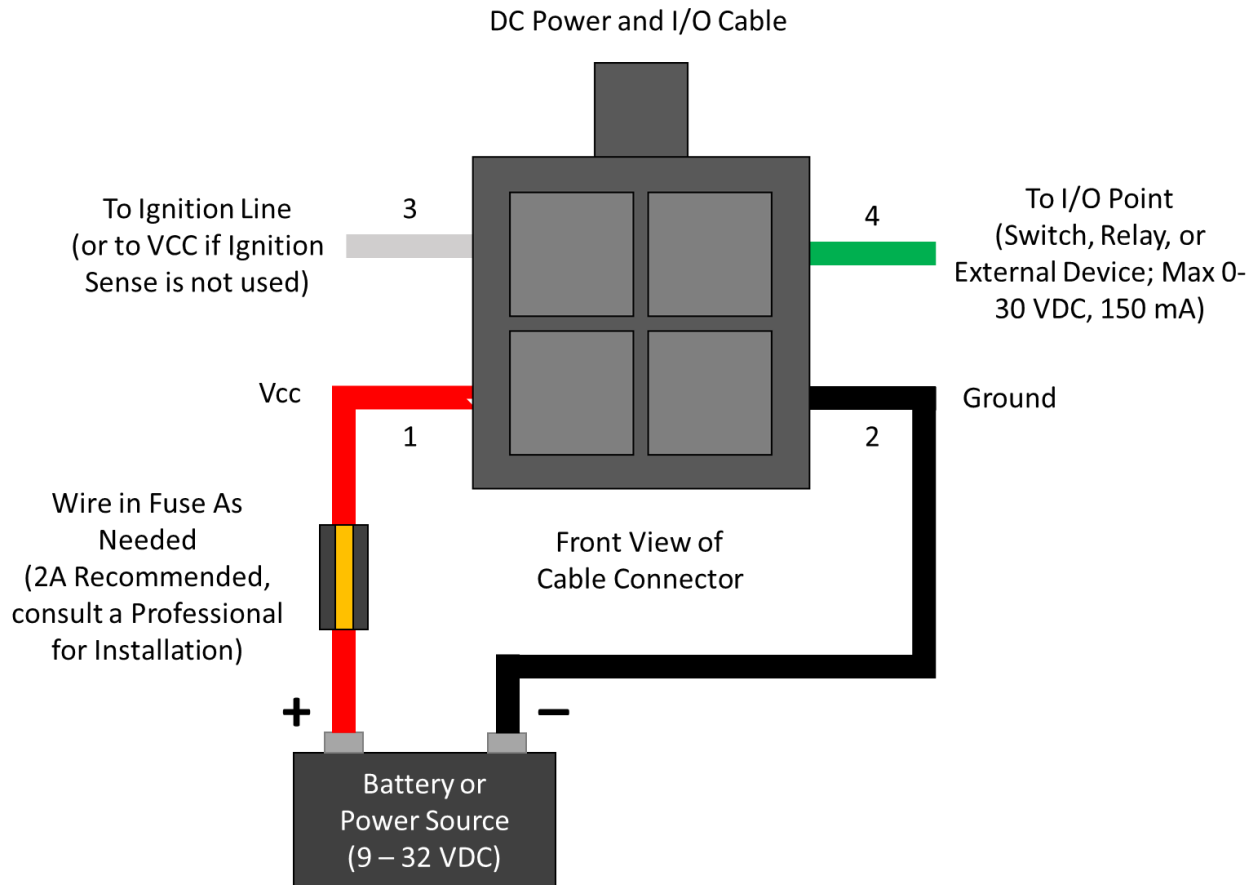 DC Power and I/O Cable
To Ignition Line
(or to VCC if Ignition
Sense is not used)
3
4
To I/O Point
(Switch, Relay, or
External Device; Max 0-
30 VDC, 150 mA)
Vcc
1
2
Ground
Wire in Fuse As
Needed
(2A Recommended,
consult a Professional
for Installation)
Front View of
Cable Connector
+
–
Battery or
Power Source
(9 – 32 VDC)